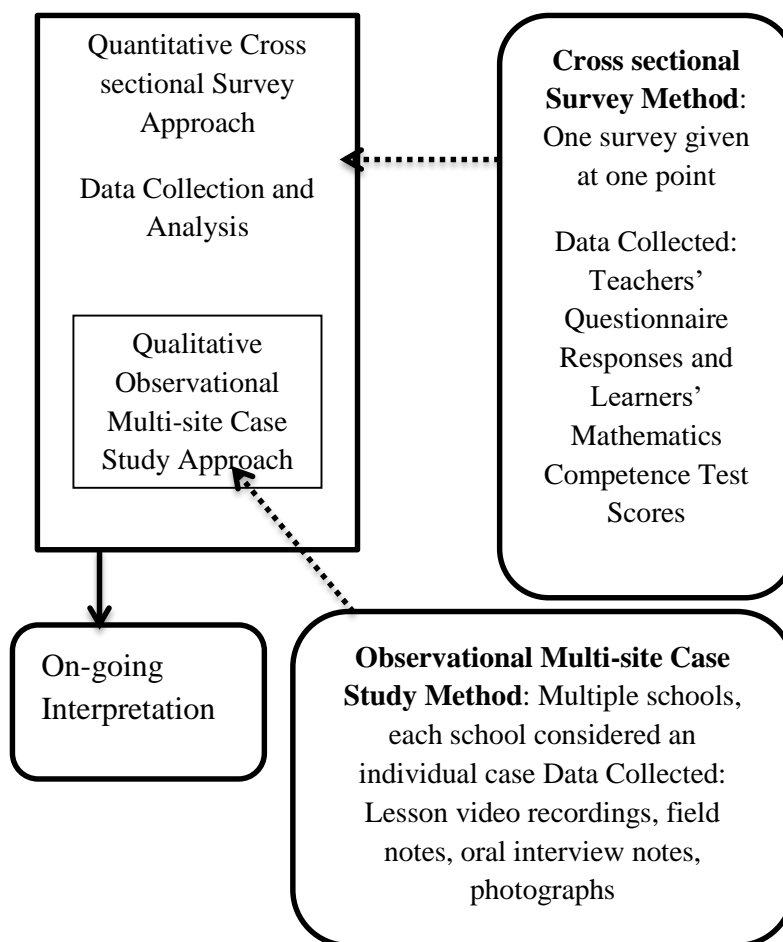 Quantitative Cross
sectional Survey
Approach
Data Collection and
Analysis
Qualitative
Observational
Multi-site Case
Study Approach
Cross sectional
Survey Method:
One survey given
at one point
Data Collected:
Teachers’
Questionnaire
Responses and
Learners’
Mathematics
Competence Test
Scores
On-going
Interpretation
Observational Multi-site Case
Study Method: Multiple schools,
each school considered an
individual case Data Collected:
Lesson video recordings, field
notes, oral interview notes,
photographs